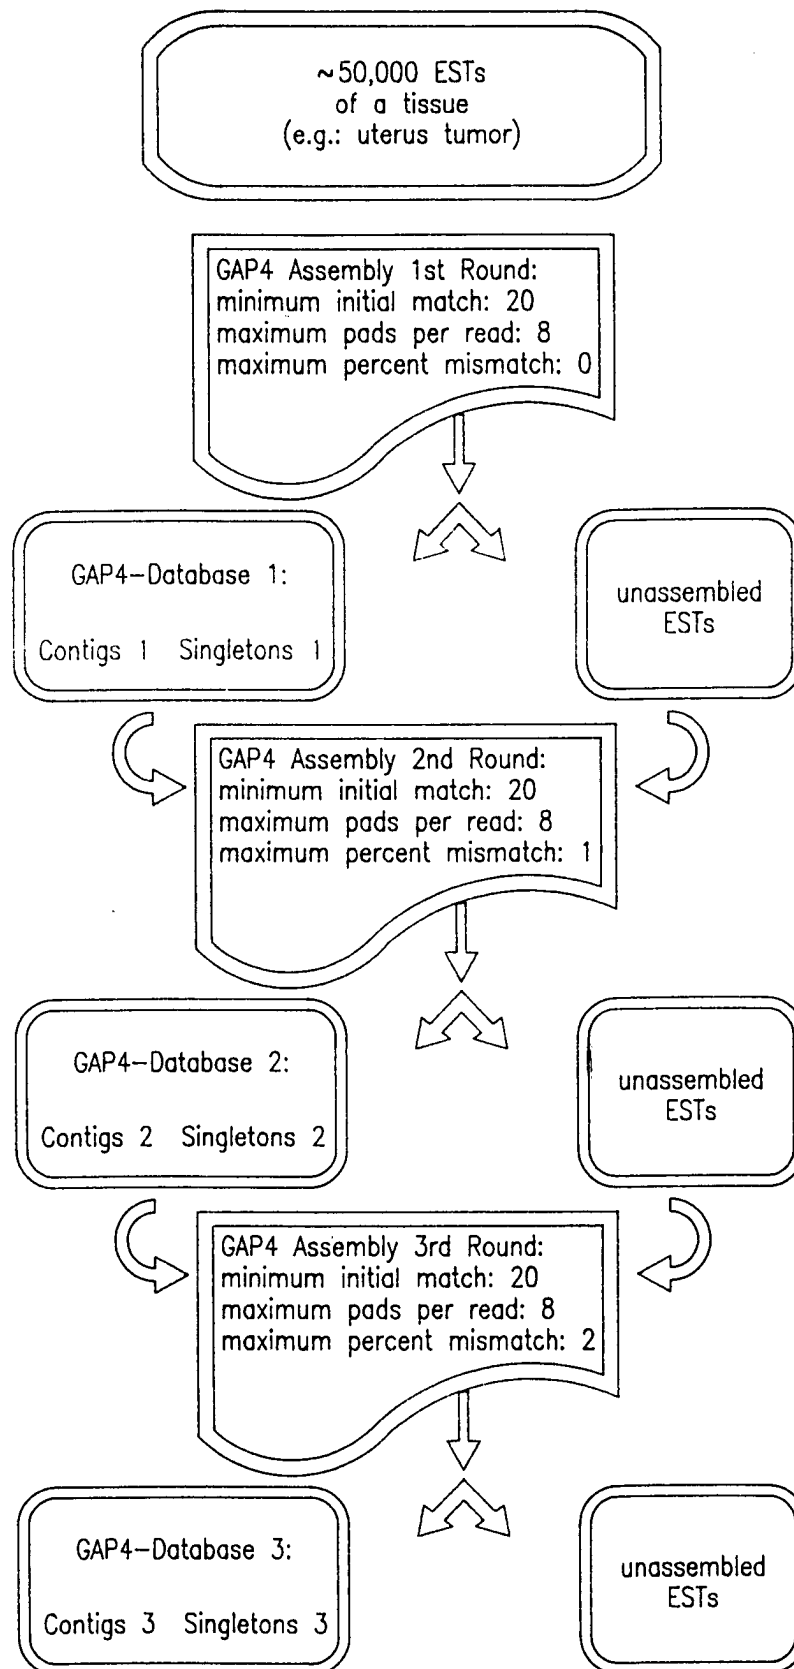 ~50,000 ESTs
of a tissue
(e.g.: uterus tumor)
GAP4 Assembly 1st Round:
minimum initial match: 20
maximum pads per read: 8
maximum percent mismatch: 0
GAP4-Database 1:
Contigs 1 Singletons 1
unassembled
ESTs
GAP4 Assembly 2nd Round:
minimum initial match: 20
maximum pads per read: 8
maximum percent mismatch: 1
GAP4-Database 2:
Contigs 2 Singletons 2
unassembled
ESTs
GAP4 Assembly 3rd Round:
minimum initial match: 20
maximum pads per read: 8
maximum percent mismatch: 2
GAP4-Database 3:
Contigs 3 Singletons 3
unassembled
ESTs